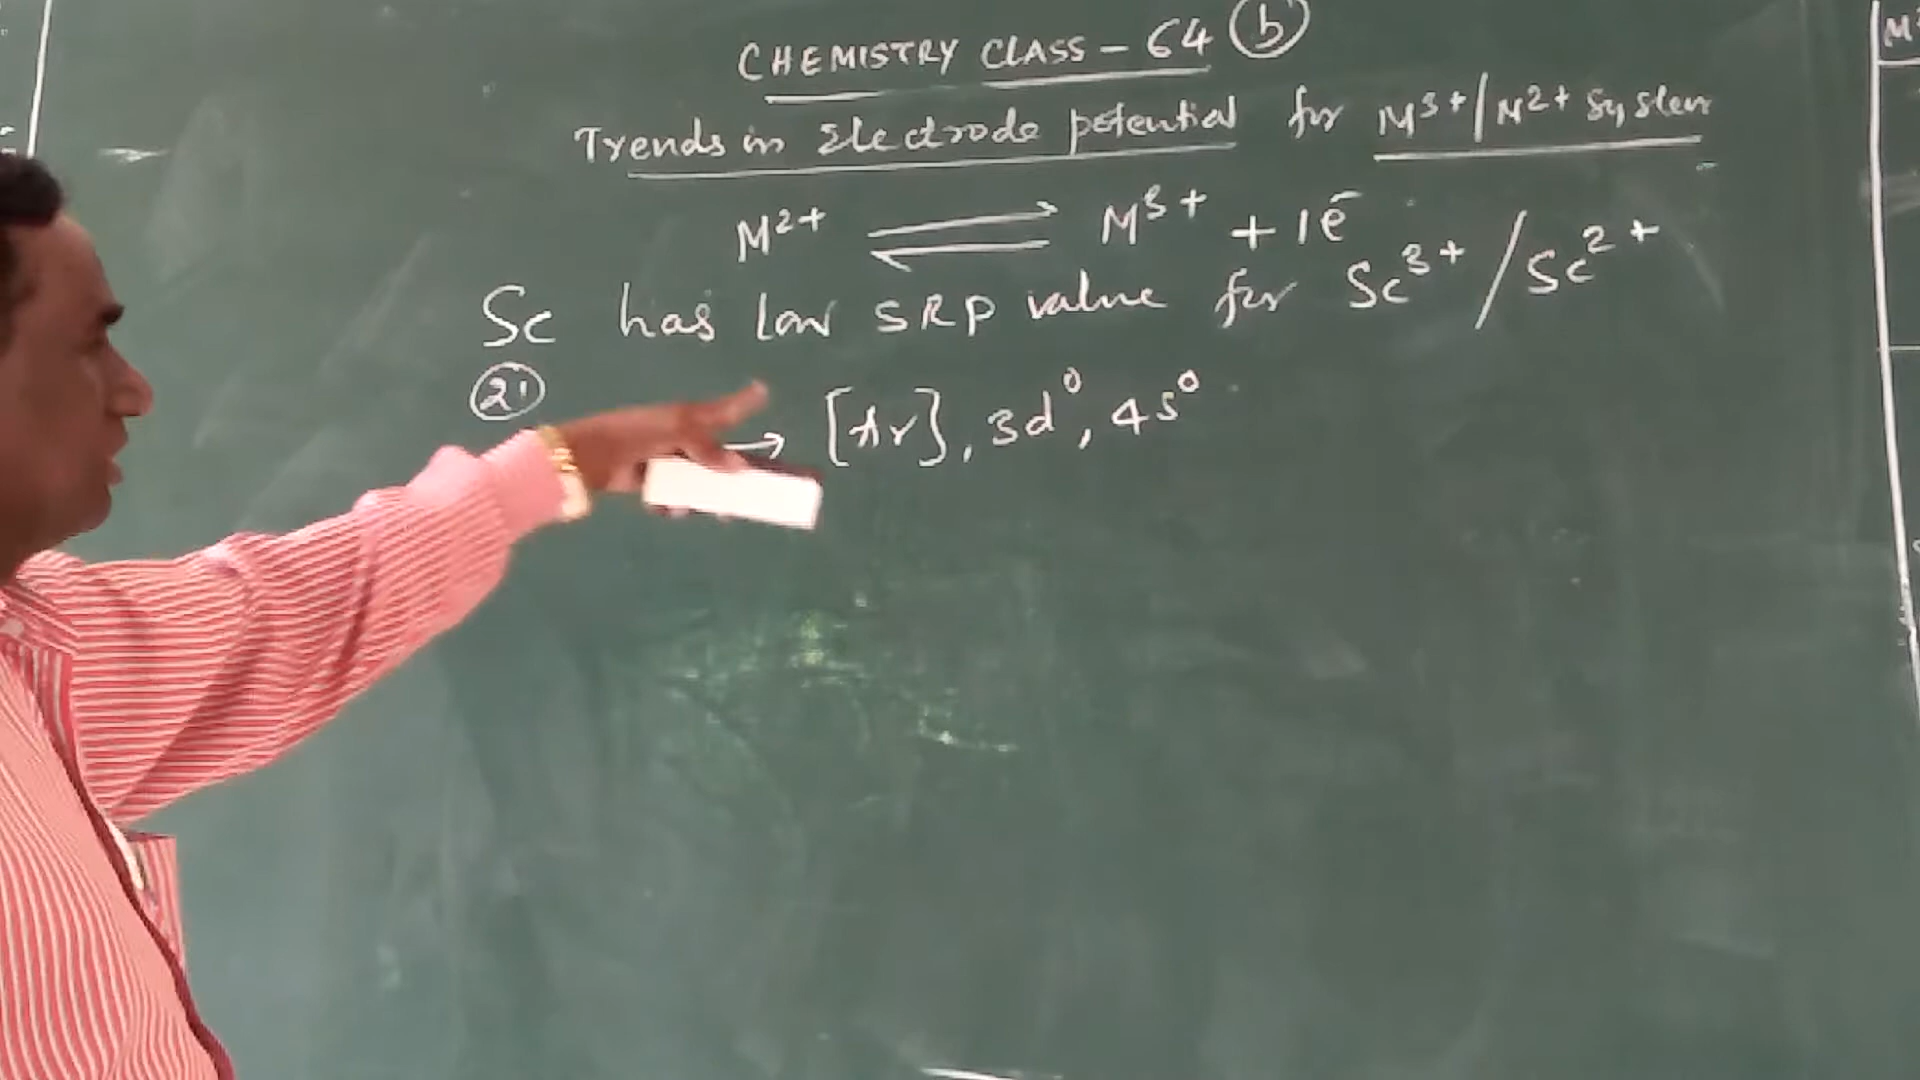 CHEMISTRY CLASS - 64 (b)
Trends in Electrode potential for M³⁺/M²⁺ System
M²⁺ ⇌ M³⁺ + 1e⁻
Sc has low SRP value for Sc³⁺/Sc²⁺
21
→ [Ar], 3d⁰, 4s⁰